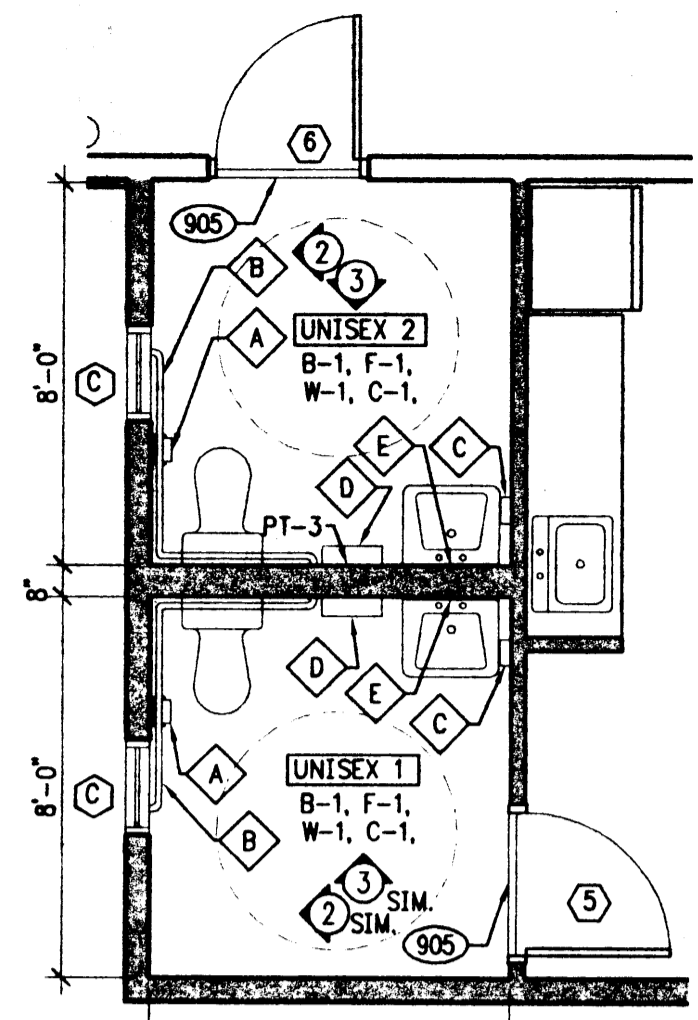 6
905
2
B
3
A
UNISEX 2
B-1, F-1,
W-1, C-1,
8'-0"
C
E
C
D
PT-3
8"
D
E
C
A
UNISEX 1
B-1, F-1,
W-1, C-1,
8'-0"
C
B
3
SIM.
2
SIM.
905
5